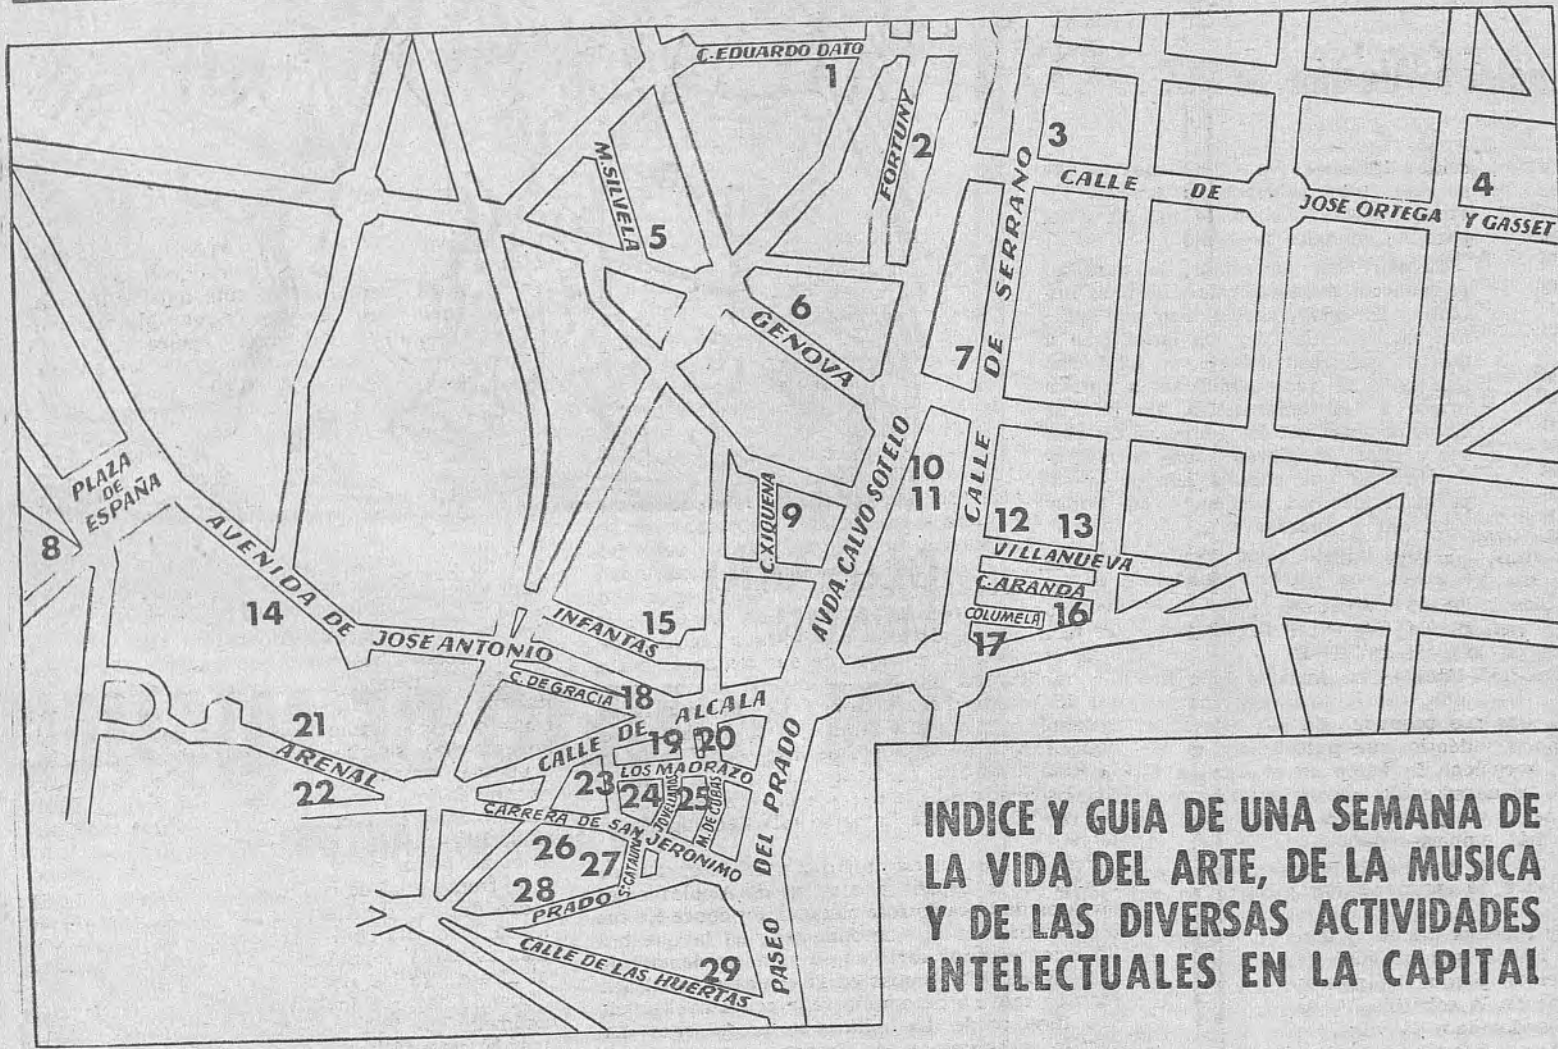 C. EDUARDO DATO
1
FORTUNY
2
3
CALLE DE JOSE ORTEGA Y GASSET
4
M. SILVELA
5
CALLE DE SERRANO
6
GENOVA
7
PLAZA
DE
ESPAÑA
8
C. XIQUENA
9
AVDA. CALVO SOTELO
10
11
12
13
VILLANUEVA
C. ARANDA
COLUMELA
16
17
AVENIDA DE JOSE ANTONIO
14
INFANTAS
15
C. DE GRACIA
18
CALLE DE ALCALA
19
20
LOS MADRAZO
21
ARENAL
22
23
24
JOVELLANOS
25
M. DE CUBAS
CARRERA DE SAN JERONIMO
26
27
S. CATALINA
28
PRADO
CALLE DE LAS HUERTAS
29
PASEO DEL PRADO
INDICE Y GUIA DE UNA SEMANA DE
LA VIDA DEL ARTE, DE LA MUSICA
Y DE LAS DIVERSAS ACTIVIDADES
INTELECTUALES EN LA CAPITAL